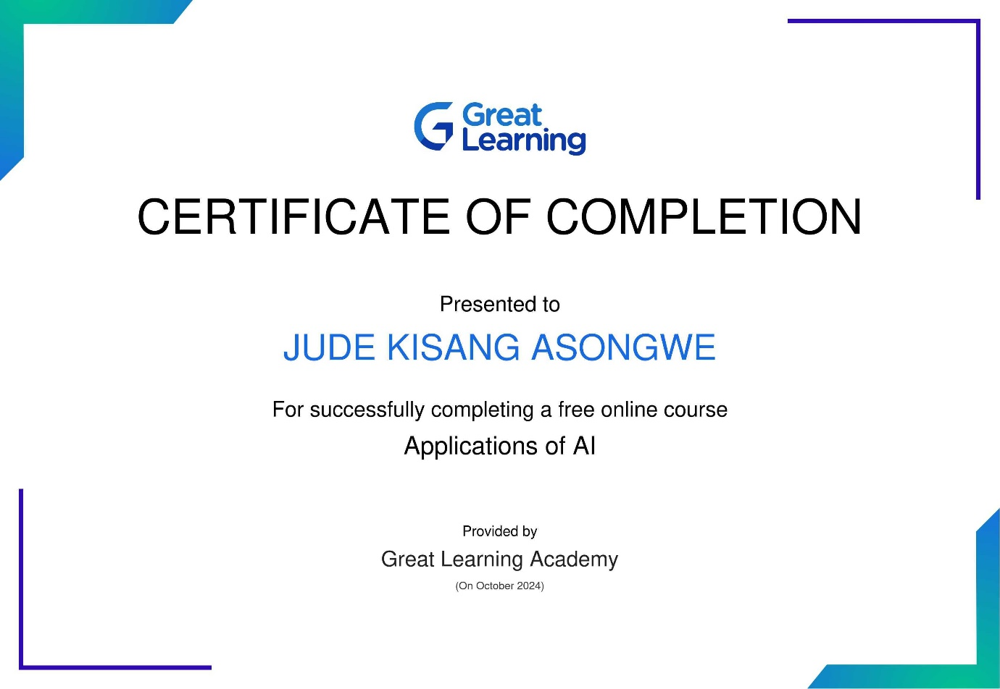 Great
Learning
CERTIFICATE OF COMPLETION
Presented to
JUDE KISANG ASONGWE
For successfully completing a free online course
Applications of AI
Provided by
Great Learning Academy
(On October 2024)